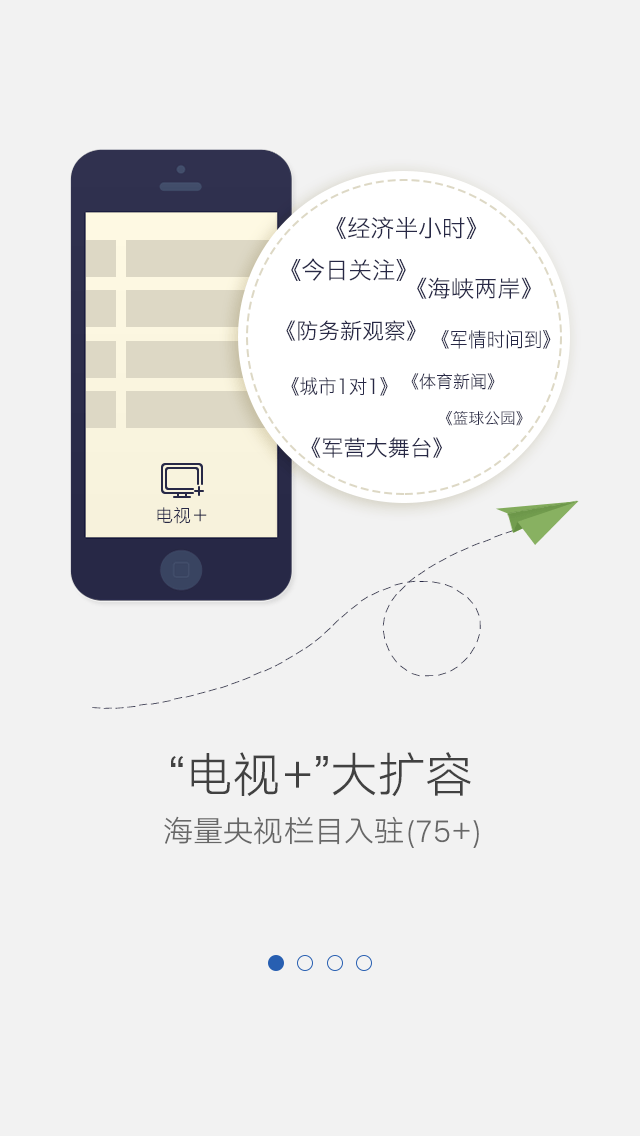 《经济半小时》
《今日关注》
《海峡两岸》
《防务新观察》
《军情时间到》
《城市1对1》
《体育新闻》
《篮球公园》
《军营大舞台》
电视＋
“电视+”大扩容
海量央视栏目入驻(75+)